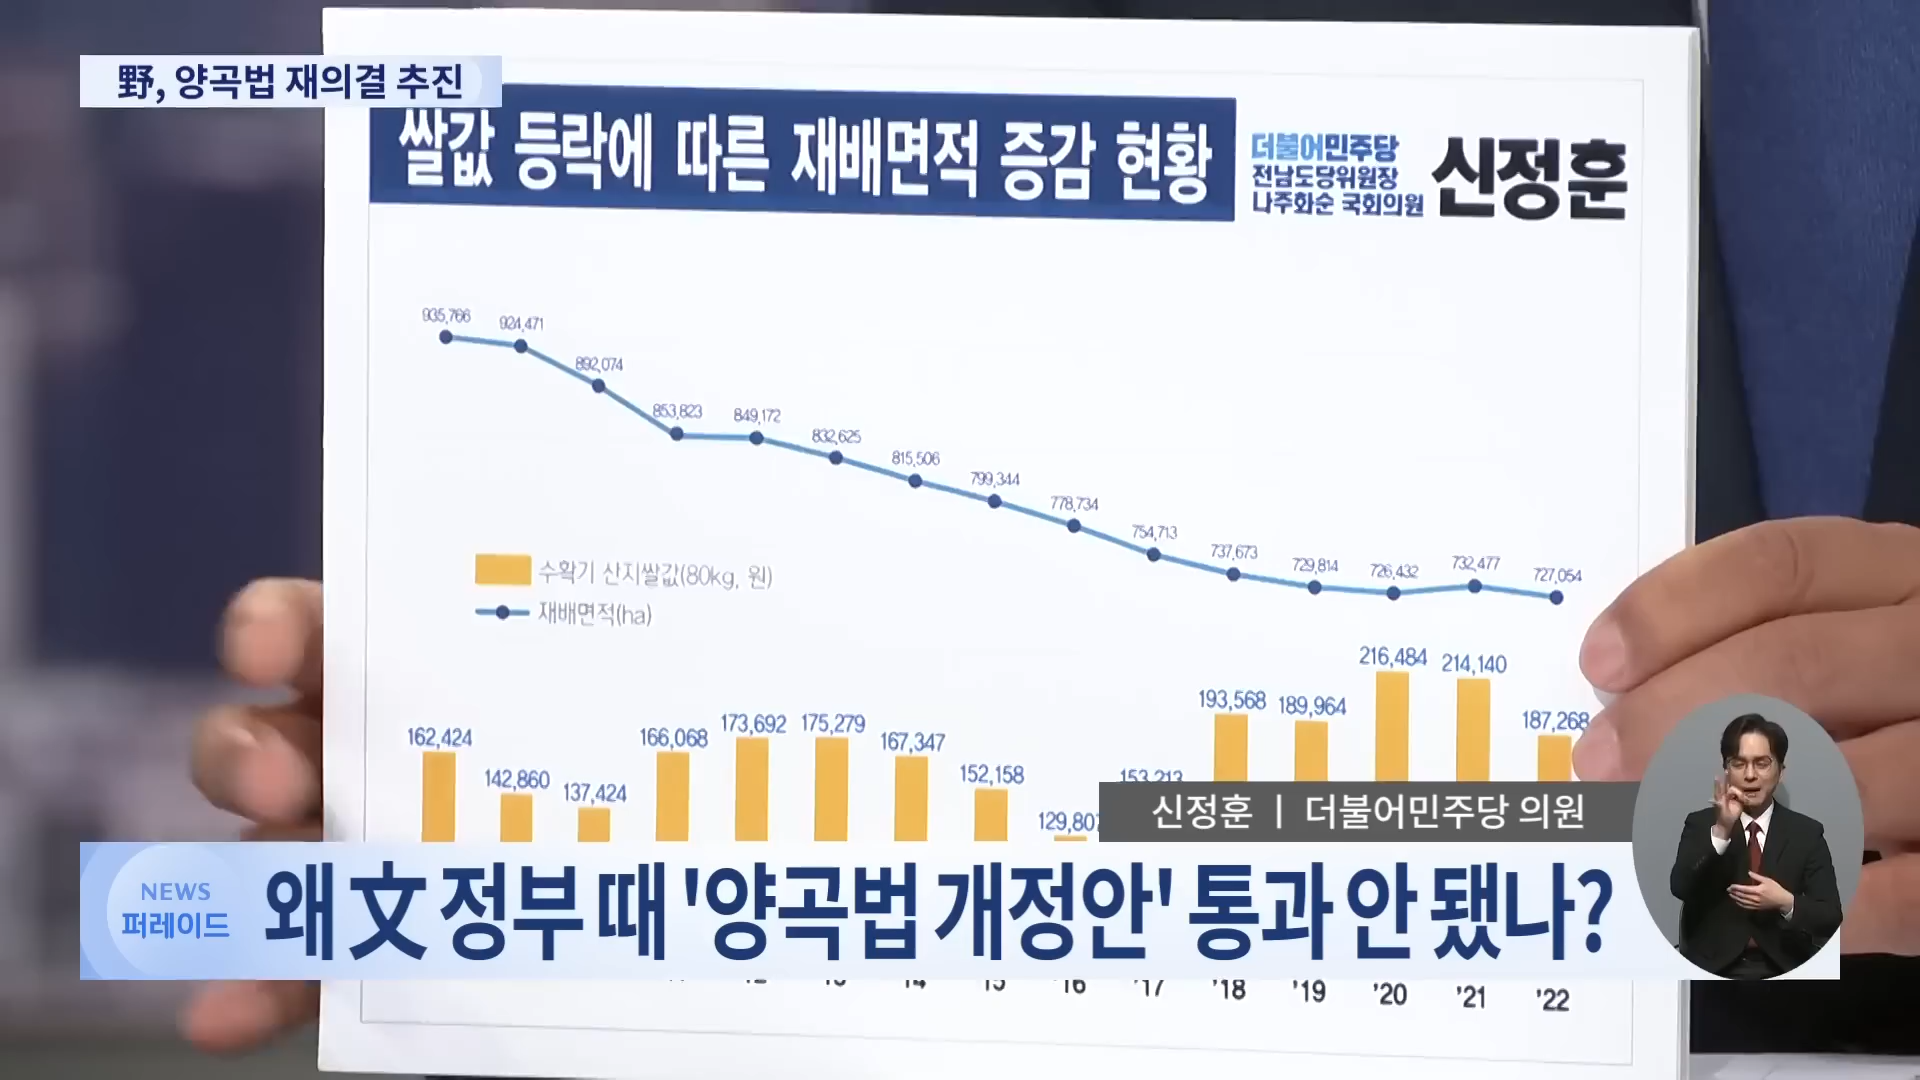 野, 양곡법 재의결 추진
쌀값 등락에 따른 재배면적 증감 현황
더불어민주당
전남도당위원장
나주화순 국회의원
신정훈
935,766
924,471
892,074
853,823
849,172
832,625
815,506
799,344
778,734
754,713
737,673
729,814
726,432
732,477
727,054
수확기 산지쌀값(80kg, 원)
재배면적(ha)
162,424
142,860
137,424
166,068
173,692
175,279
167,347
152,158
129,807
153,213
193,568
189,964
216,484
214,140
187,268
신정훈 ㅣ 더불어민주당 의원
NEWS
퍼레이드
왜 文 정부 때 '양곡법 개정안' 통과 안 됐나?
'16 '17 '18 '19 '20 '21 '22